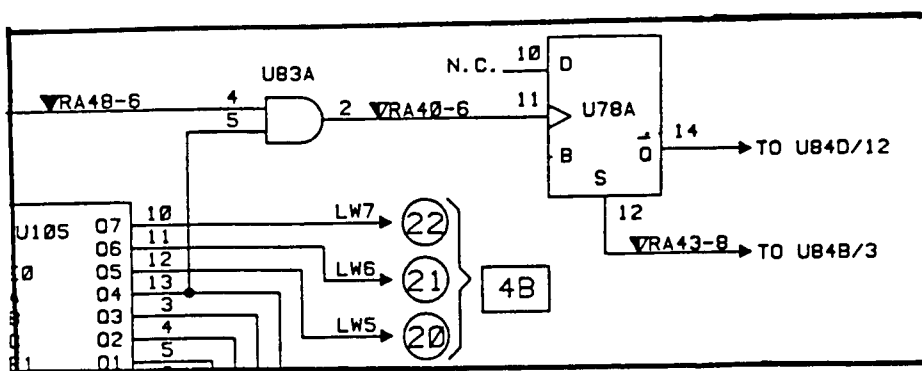 N.C. 10 D
U83A
▼RA48-6 4 2 ▼RA40-6 11 U78A
5
14 TO U84D/12
B Q
S
12
▼RA43-8 TO U84B/3
U105 O7 10 LW7 22
O6 11
O5 12 LW6 21 4B
O4 13
O3 3
O2 4 LW5 20
O1 5